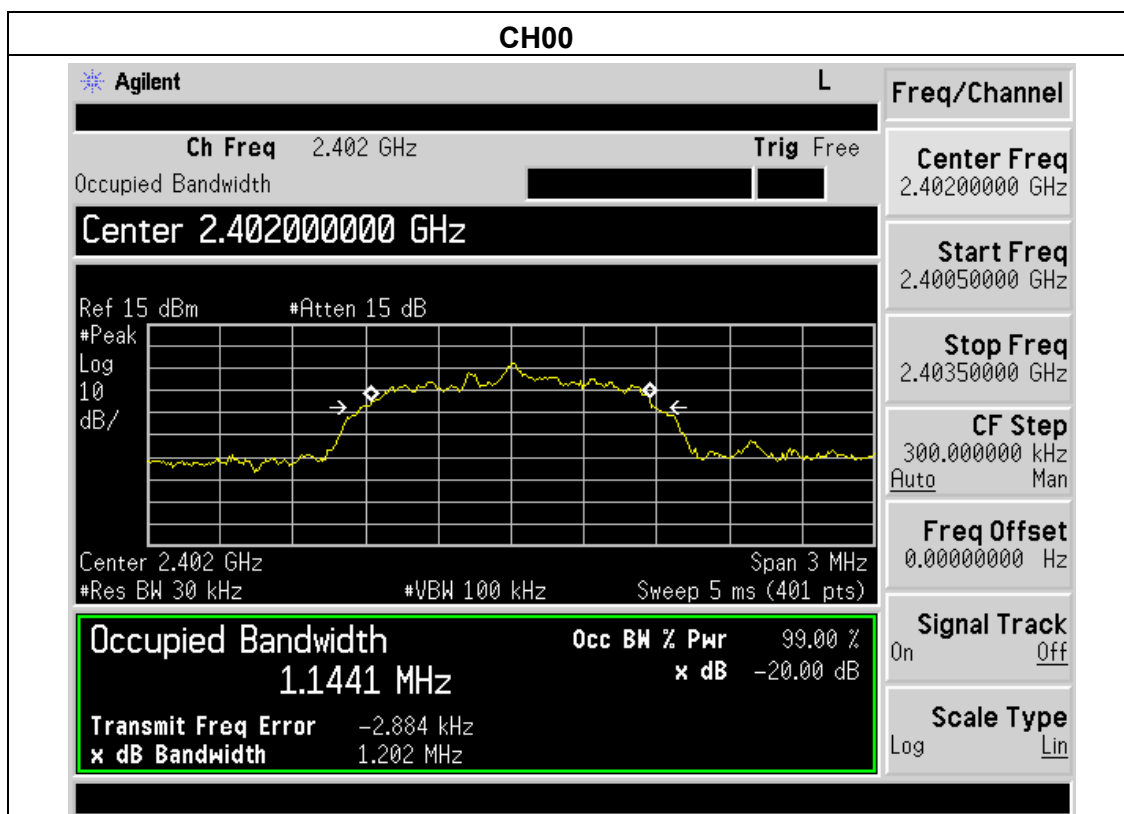 CH00
Agilent L
Ch Freq 2.402 GHz Trig Free
Occupied Bandwidth
Center 2.402000000 GHz
Ref 15 dBm #Atten 15 dB
#Peak
Log
10
dB/
Center 2.402 GHz Span 3 MHz
#Res BW 30 kHz #VBW 100 kHz Sweep 5 ms (401 pts)
Occupied Bandwidth Occ BW % Pwr 99.00 %
1.1441 MHz x dB -20.00 dB
Transmit Freq Error -2.884 kHz
x dB Bandwidth 1.202 MHz
Freq/Channel
Center Freq
2.40200000 GHz
Start Freq
2.40050000 GHz
Stop Freq
2.40350000 GHz
CF Step
300.000000 kHz
Auto Man
Freq Offset
0.00000000 Hz
Signal Track
On Off
Scale Type
Log Lin